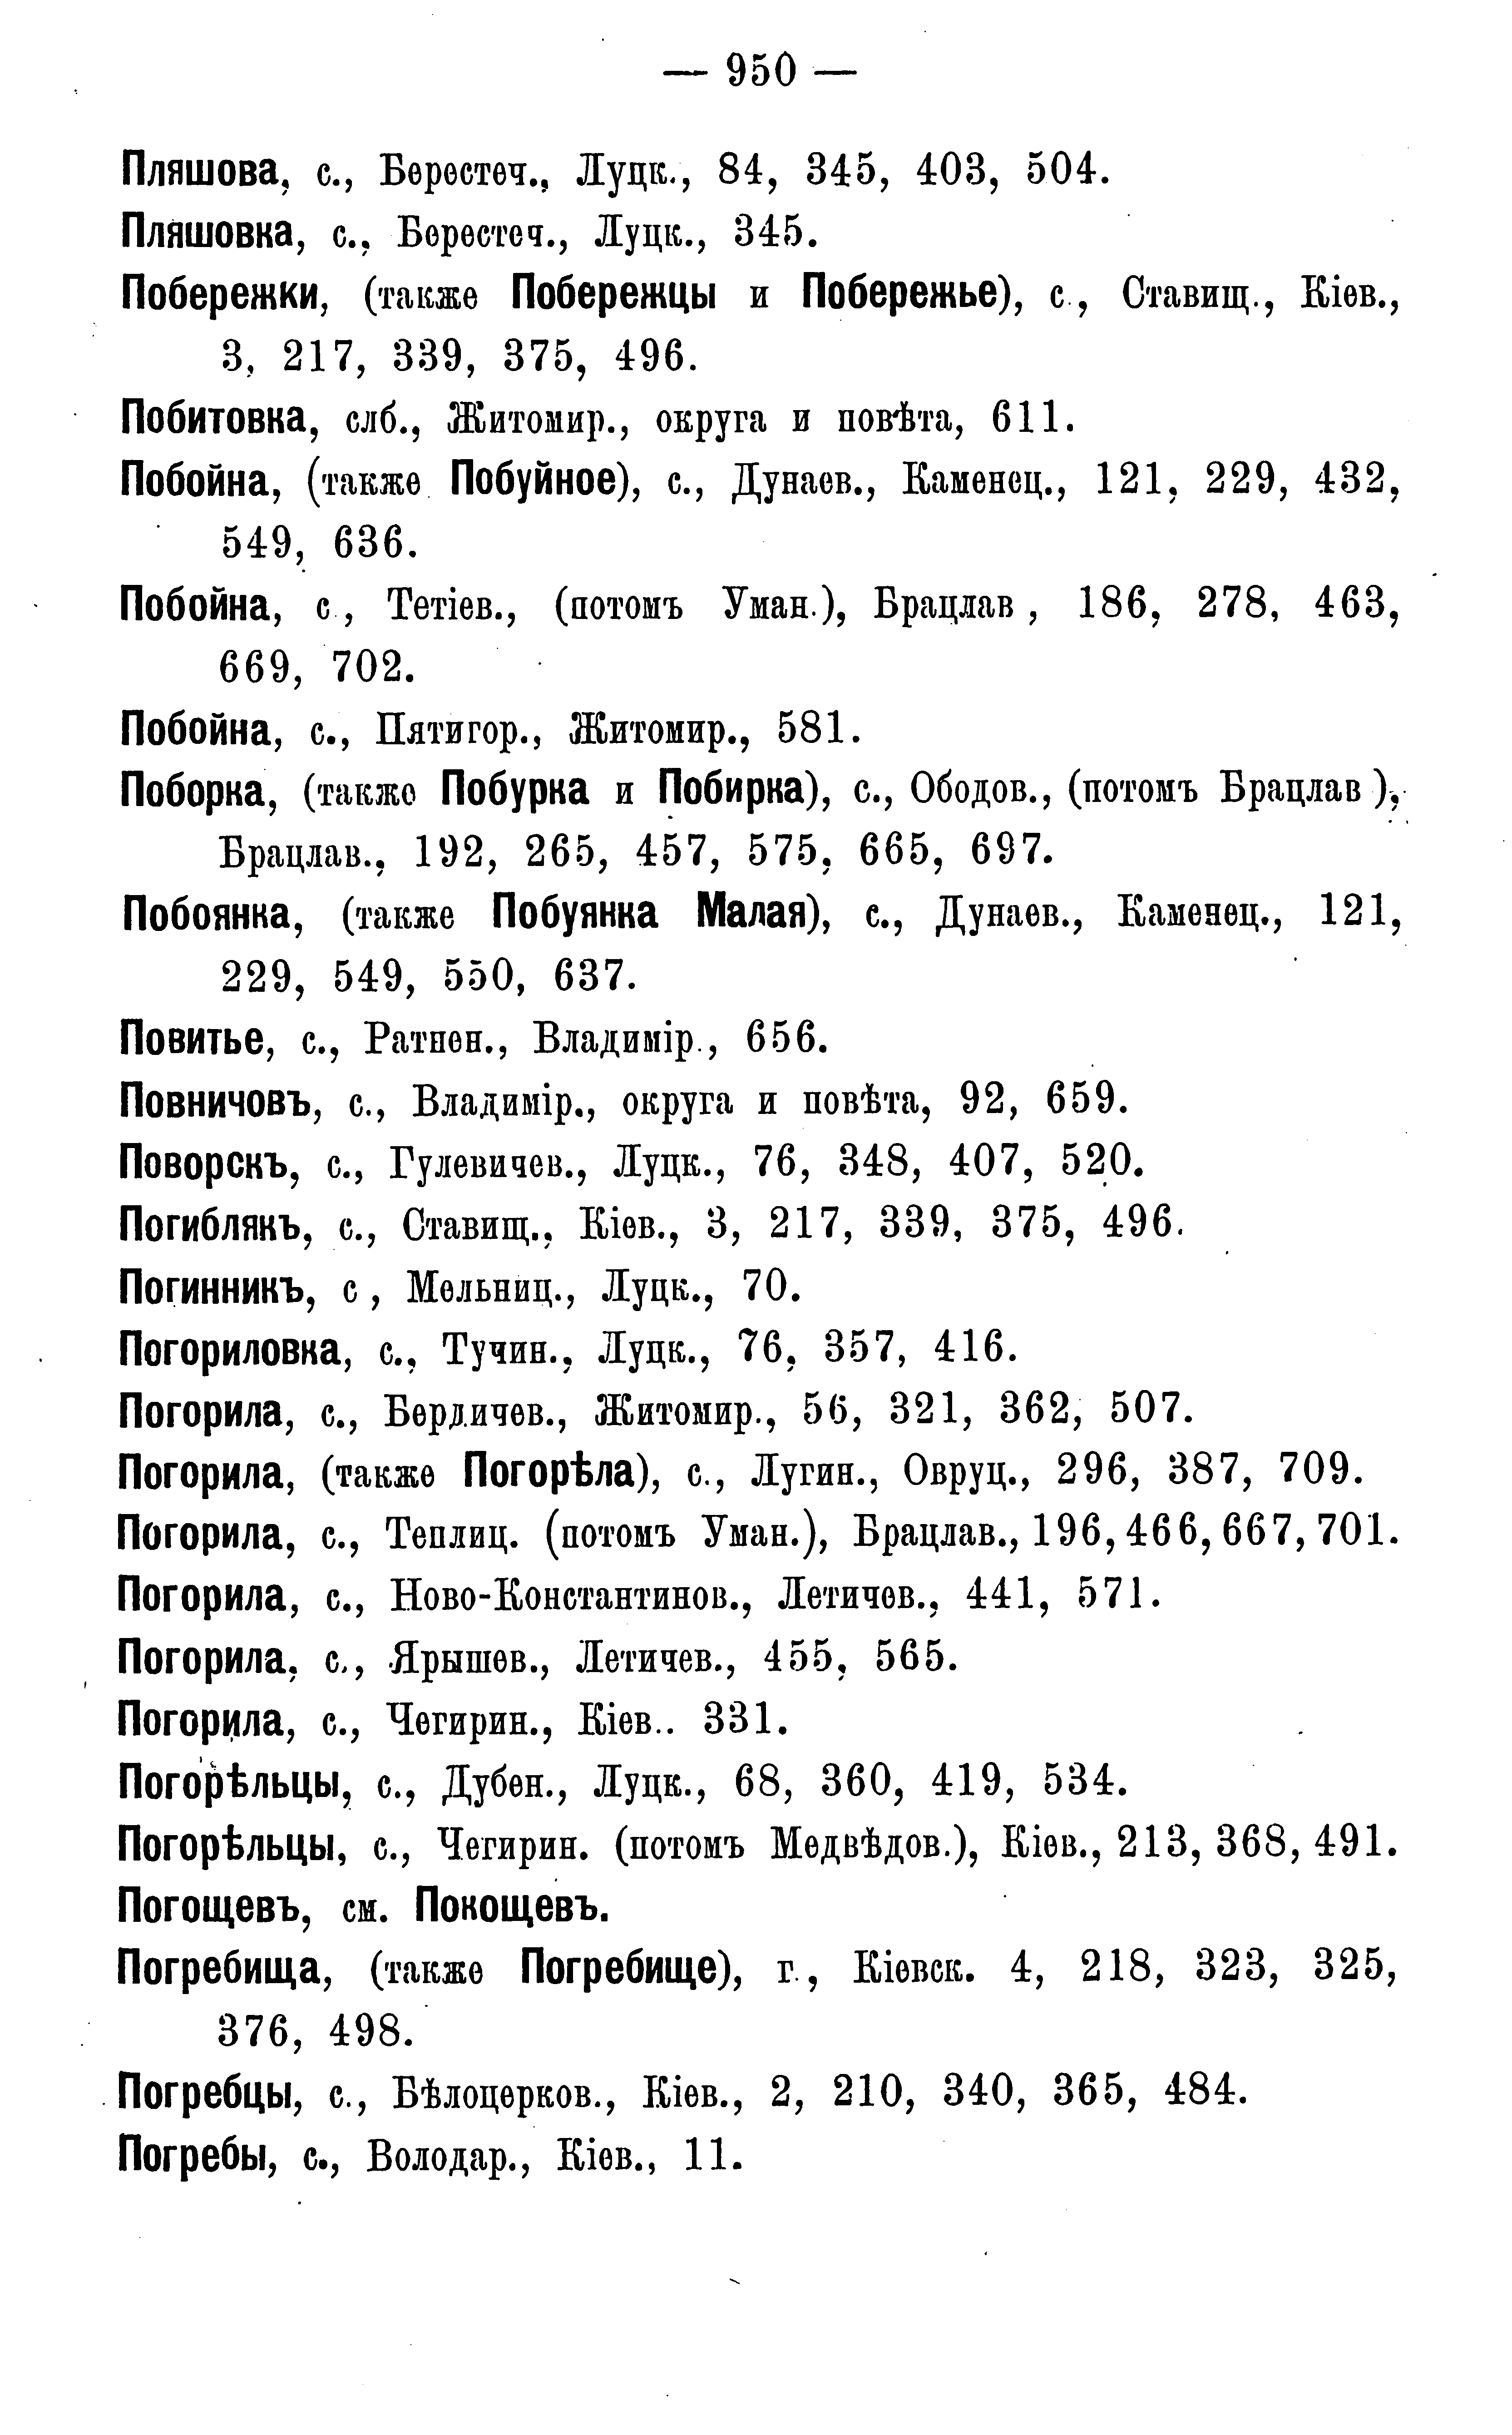 — 950 —
Пляшова, с., Берестеч., Луцк., 84, 345, 403, 504.
Пляшовка, с., Берестеч., Луцк., 345.
Побережки, (также Побережцы и Побережье), с., Ставищ., Кіев.,
3, 217, 339, 375, 496.
Побитовка, слб., Житомир., округа и повѣта, 611.
Побойна, (также Побуйное), с., Дунаев., Каменец., 121, 229, 432,
549, 636.
Побойна, с., Тетіев., (потомъ Уман.), Брацлав , 186, 278, 463,
669, 702.
Побойна, с., Пятигор., Житомир., 581.
Поборка, (также Побурка и Побирка), с., Ободов., (потомъ Брацлав ),
Брацлав., 192, 265, 457, 575, 665, 697.
Побоянка, (также Побуянка Малая), с., Дунаев., Каменец., 121,
229, 549, 550, 637.
Повитье, с., Ратнен., Владимір., 656.
Повничовъ, с., Владимір., округа и повѣта, 92, 659.
Поворскъ, с., Гулевичев., Луцк., 76, 348, 407, 520.
Погиблякъ, с., Ставищ., Кіев., 3, 217, 339, 375, 496.
Погинникъ, с , Мельниц., Луцк., 70.
Погориловка, с., Тучин., Луцк., 76, 357, 416.
Погорила, с., Бердичев., Житомир., 56, 321, 362, 507.
Погорила, (также Погорѣла), с., Лугин., Овруц., 296, 387, 709.
Погорила, с., Теплиц. (потомъ Уман.), Брацлав., 196, 466, 667, 701.
Погорила, с., Ново-Константинов., Летичев., 441, 571.
Погорила, с., Ярышев., Летичев., 455, 565.
Погорила, с., Чегирин., Кіев.. 331.
Погорѣльцы, с., Дубен., Луцк., 68, 360, 419, 534.
Погорѣльцы, с., Чегирин. (потомъ Медвѣдов.), Кіев., 213, 368, 491.
Погощевъ, см. Покощевъ.
Погребища, (также Погребище), г., Кіевск. 4, 218, 323, 325,
376, 498.
Погребцы, с., Бѣлоцерков., Кіев., 2, 210, 340, 365, 484.
Погребы, с., Володар., Кіев., 11.